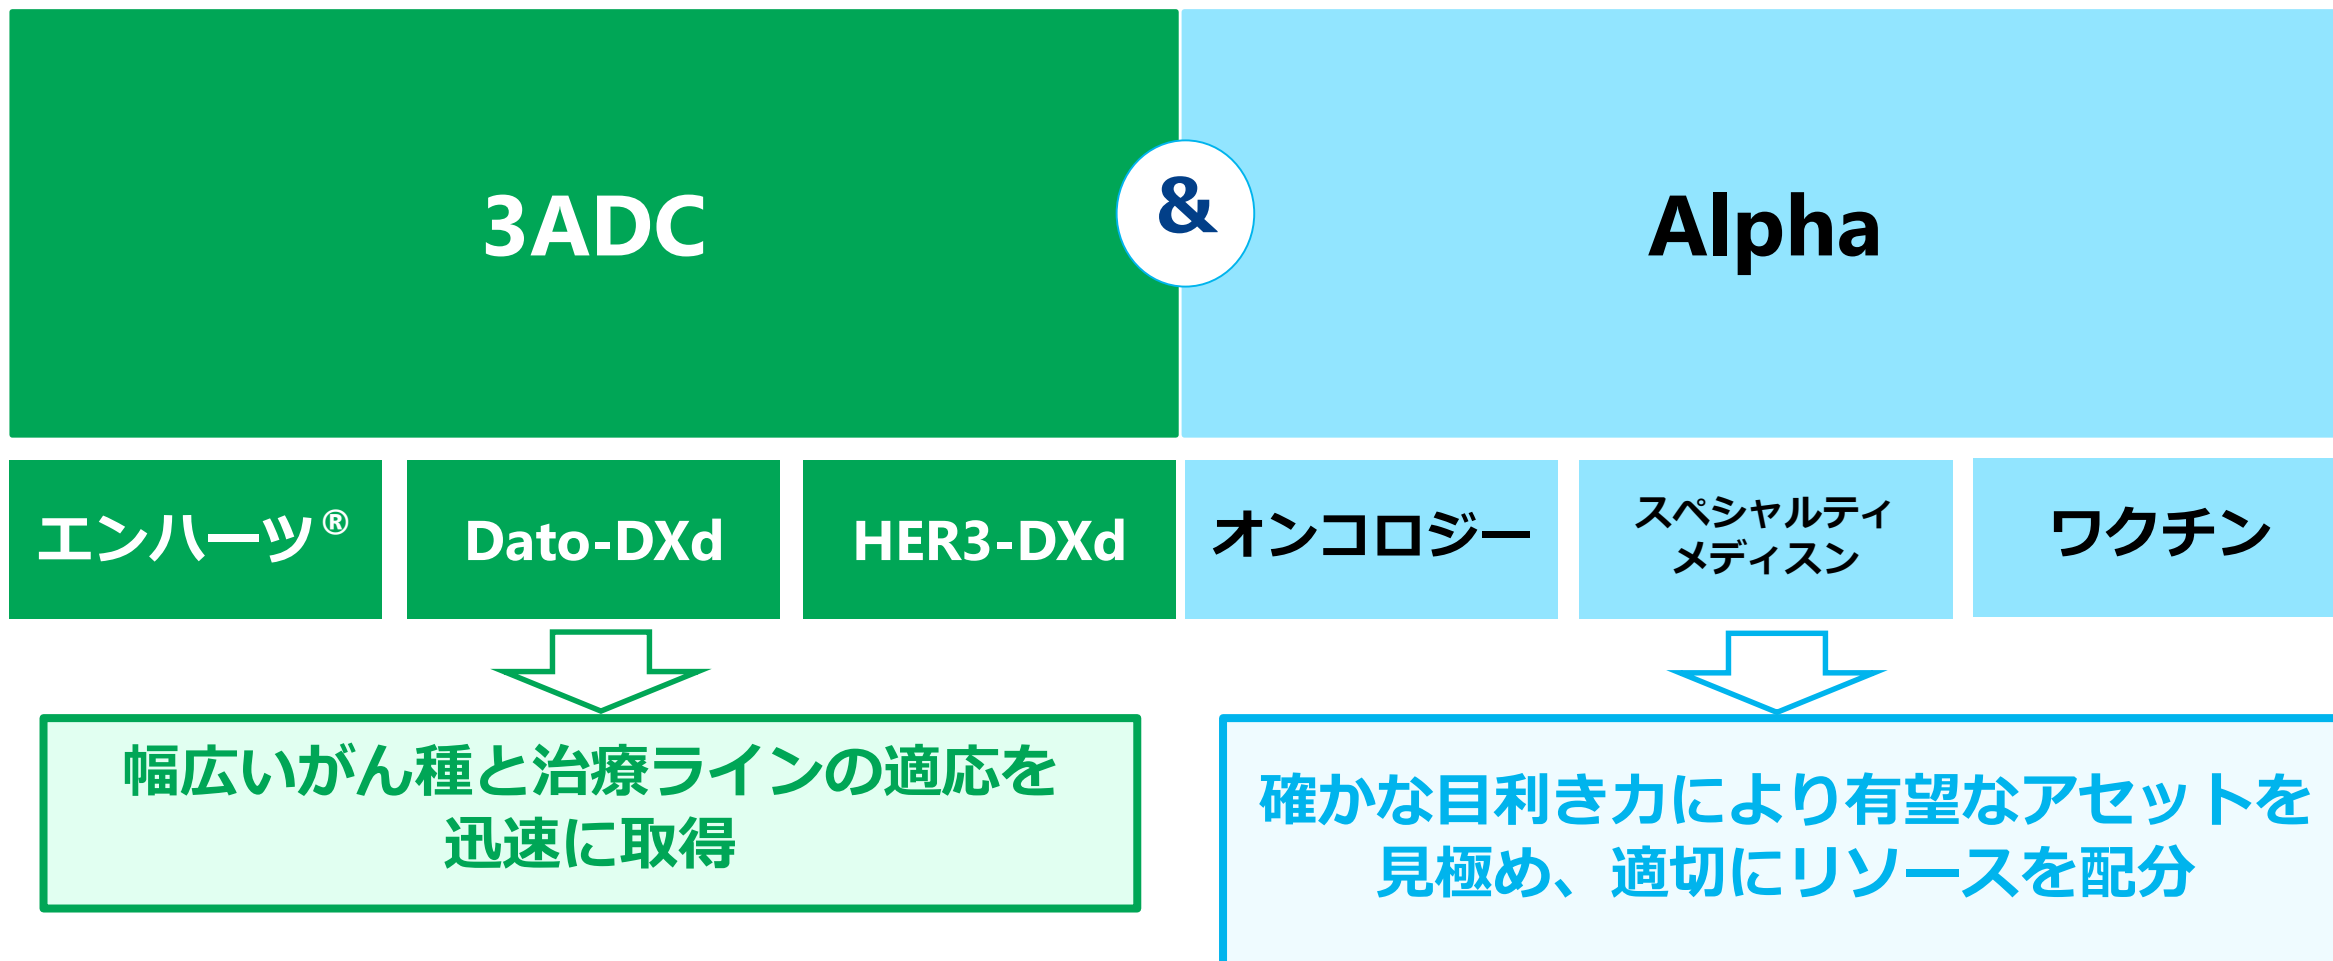 3ADC
&
Alpha
エンハーツ®
Dato-DXd
HER3-DXd
オンコロジー
スペシャルティ
メディスン
ワクチン
幅広いがん種と治療ラインの適応を
迅速に取得
確かな目利き力により有望なアセットを
見極め、適切にリソースを配分